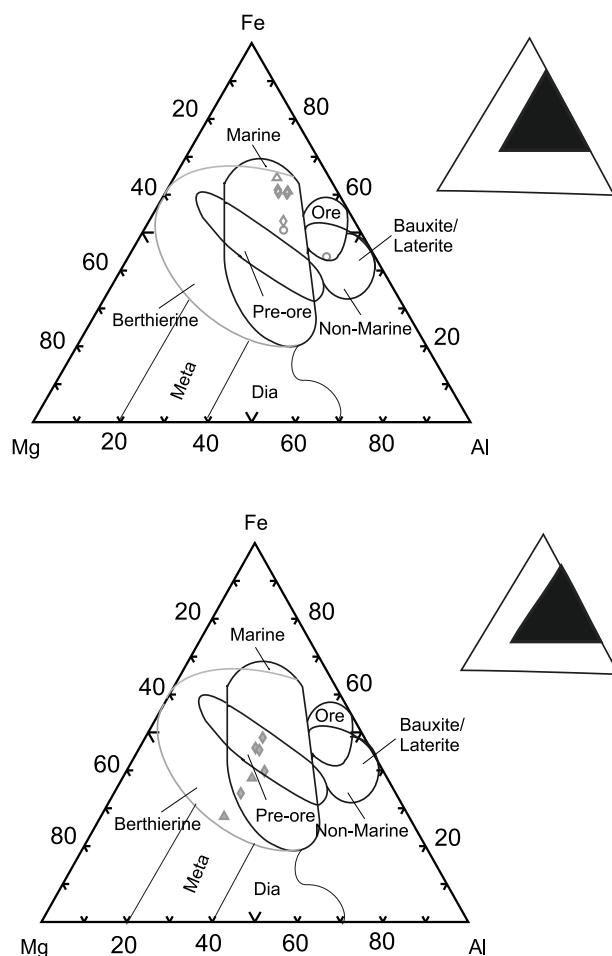 Fe
20
80
Marine
40
60
Ore
Bauxite/
Laterite
60
Pre-ore
Non-Marine
Berthierine
80
20
Meta
Dia
Mg
20
40
60
80
Al
Fe
20
80
Marine
40
60
Ore
Bauxite/
Laterite
60
Pre-ore
Berthierine
Non-Marine
80
20
Meta
Dia
Mg
20
40
60
80
Al